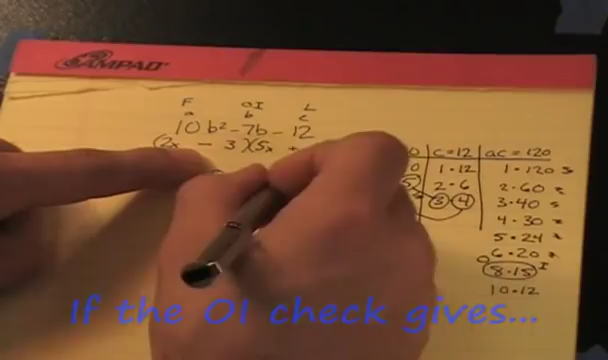 AMPAD
F OI L
a b c
10b² - 7b - 12
(2x - 3)(5x
c=12 ac=120
1·12 1·120 s
2·6 2·60 z
3·4 3·40 s
4·30 z
5·24 z
6·20 z
O 8·15 I
10·12
If the OI check gives...